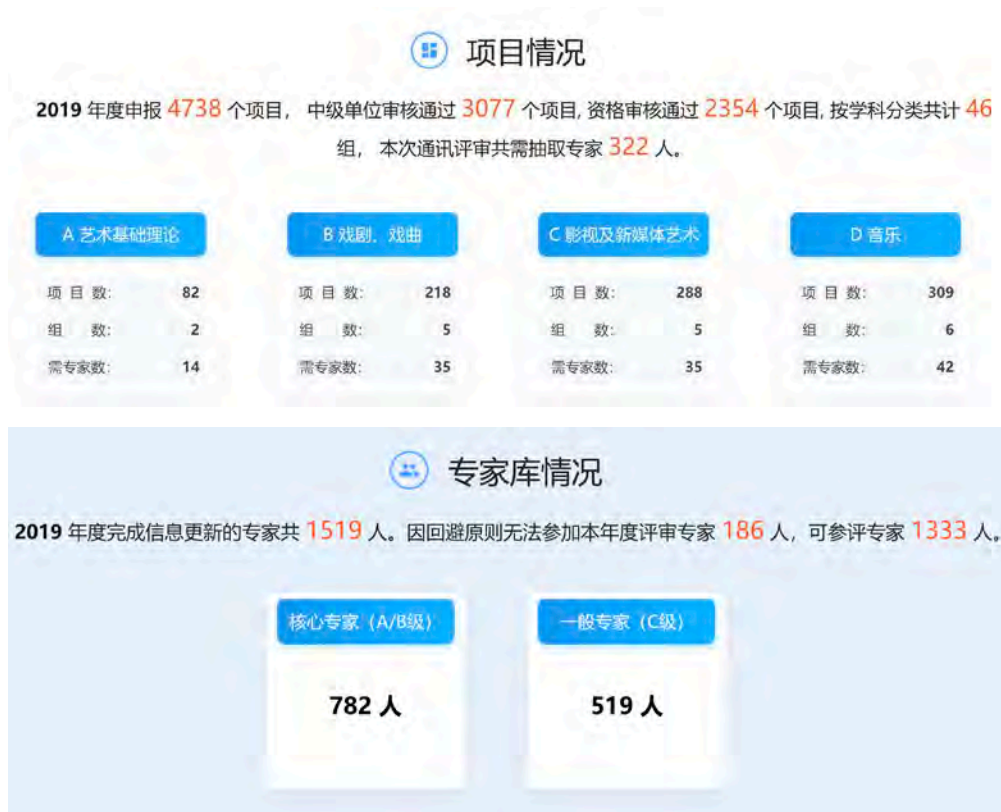 项目情况
2019 年度申报 4738 个项目， 中级单位审核通过 3077 个项目, 资格审核通过 2354 个项目, 按学科分类共计 46
组， 本次通讯评审共需抽取专家 322 人。
A 艺术基础理论 B 戏剧、戏曲 C 影视及新媒体艺术 D 音乐
项 目 数: 82 项 目 数: 218 项 目 数: 288 项 目 数: 309
组 数: 2 组 数: 5 组 数: 5 组 数: 6
需专家数: 14 需专家数: 35 需专家数: 35 需专家数: 42
专家库情况
2019 年度完成信息更新的专家共 1519 人。因回避原则无法参加本年度评审专家 186 人，可参评专家 1333 人。
核心专家（A/B级） 一般专家（C级）
782 人 519 人